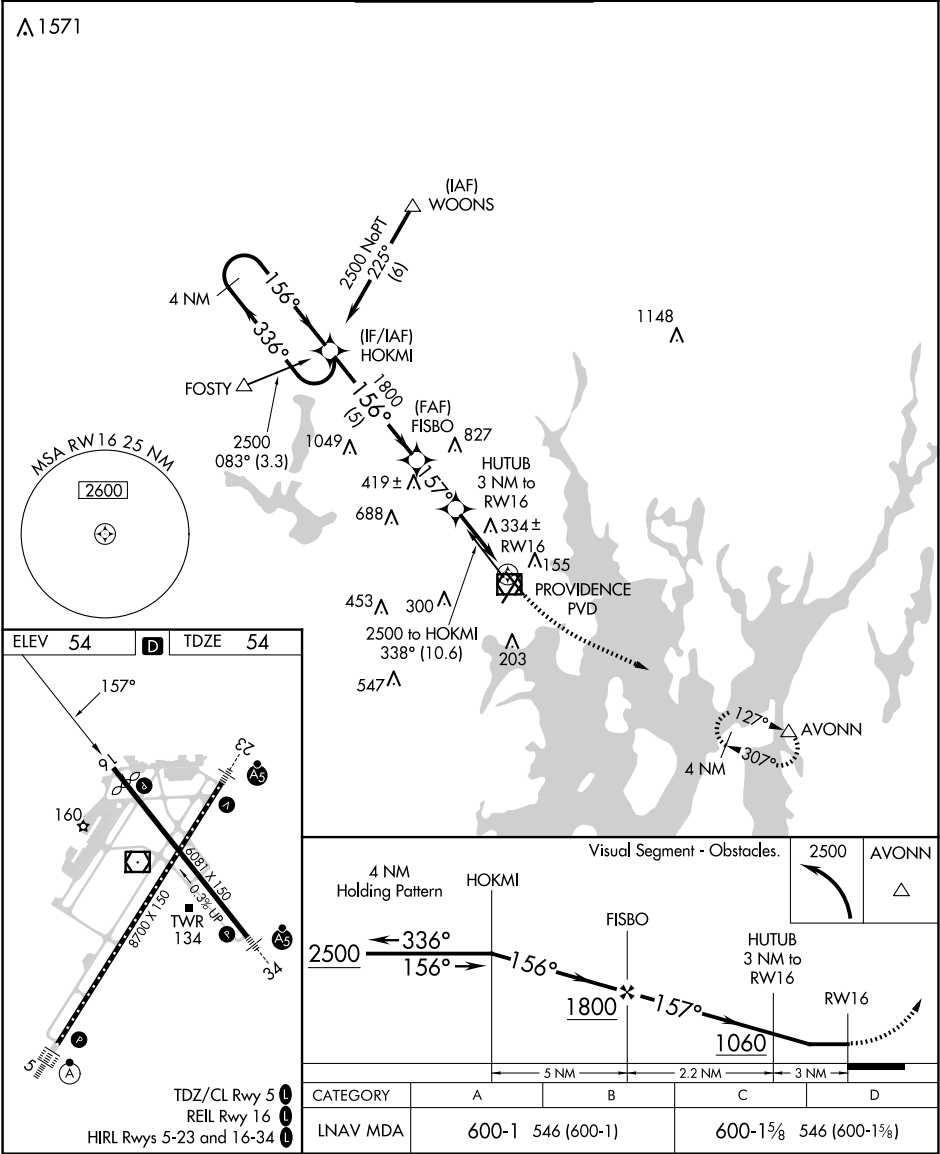 1571
(IAF)
WOONS
2500 NoPT
225°
(6)
156°
4 NM
336°
(IF/IAF)
HOKMI
1148
FOSTY
1800
156°
(5)
(FAF)
FISBO
2500
083° (3.3)
1049
827
MSA RW16 25 NM
2600
419±
157°
HUTUB
3 NM to
RW16
688
334±
RW16
155
PROVIDENCE
PVD
453
300
2500 to HOKMI
338° (10.6)
203
547
127°
AVONN
307°
4 NM
ELEV 54
D
TDZE 54
157°
16
P
23
A5
V
160
6081 X 150
0.3% UP
8700 X 150
TWR
134
P
A5
34
P
5
A
TDZ/CL Rwy 5 L
REIL Rwy 16 L
HIRL Rwys 5-23 and 16-34 L
Visual Segment - Obstacles.
2500
AVONN
4 NM
Holding Pattern
HOKMI
FISBO
HUTUB
3 NM to
RW16
RW16
2500
336°
156°
156°
1800
157°
1060
5 NM
2.2 NM
3 NM
CATEGORY A B C D
LNAV MDA 600-1 546 (600-1) 600-1⅝ 546 (600-1⅝)